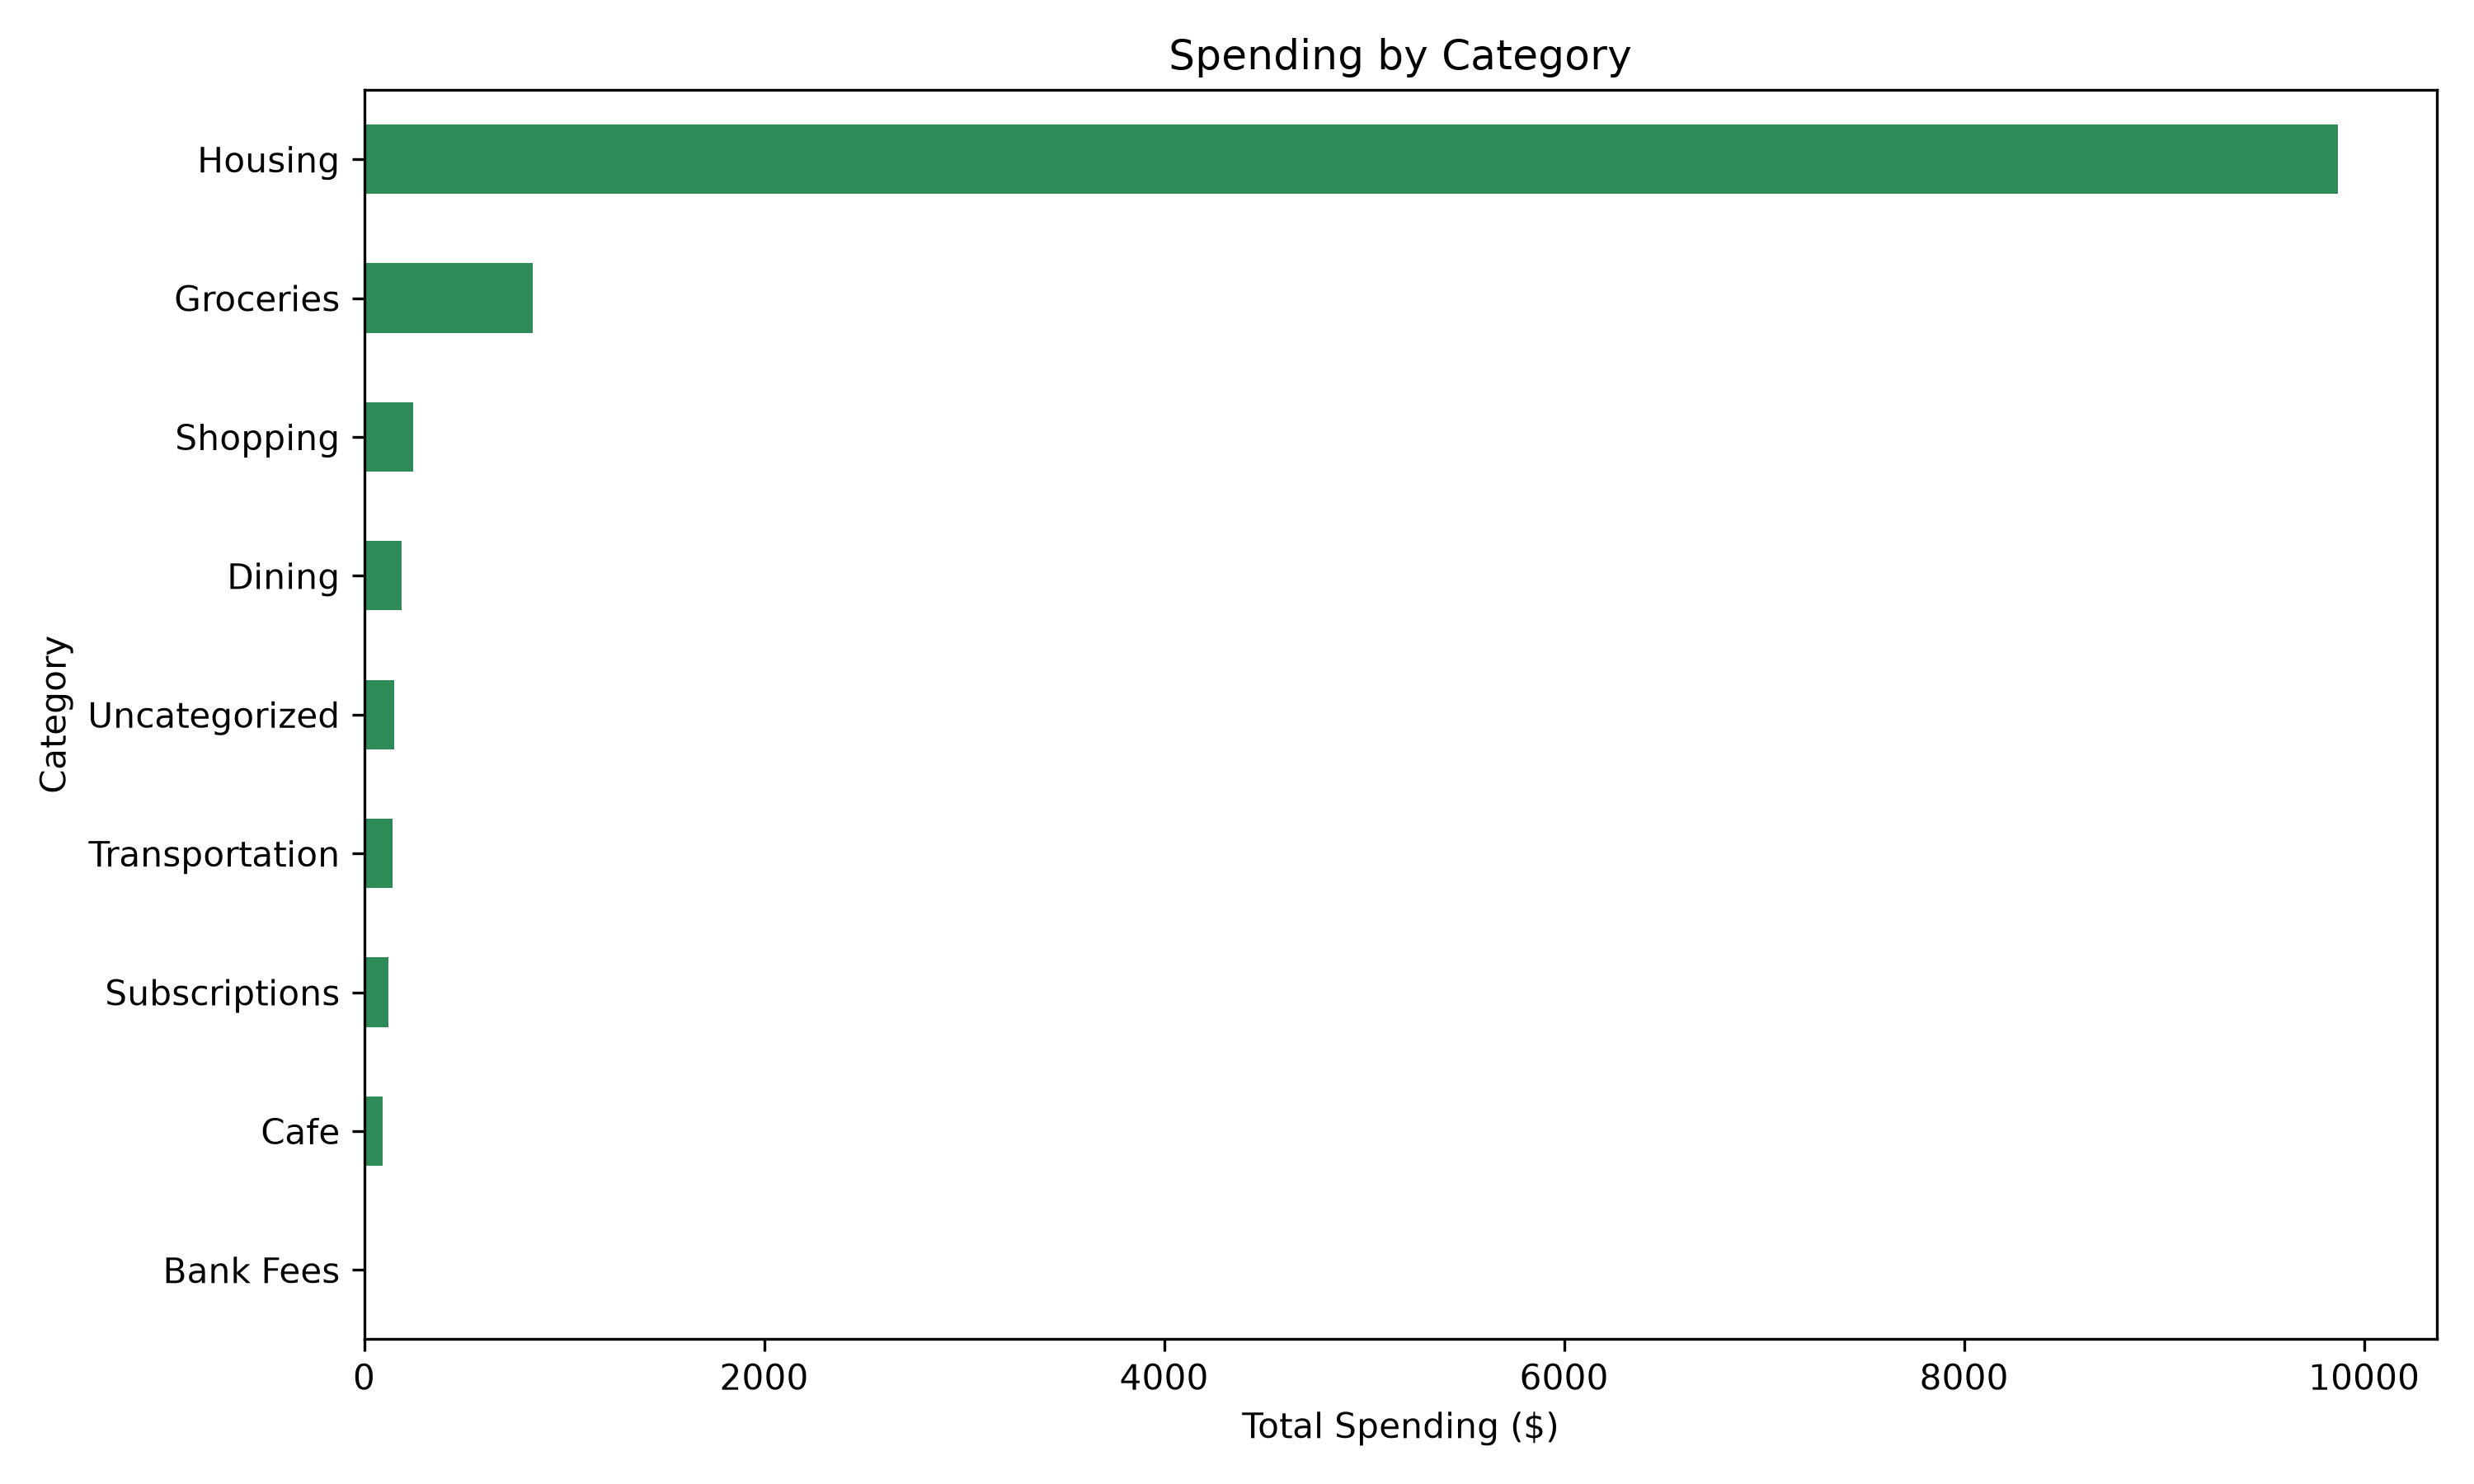 Spending by Category
Housing
Groceries
Shopping
Dining
Uncategorized
Transportation
Subscriptions
Cafe
Bank Fees
Category
0 2000 4000 6000 8000 10000
Total Spending ($)